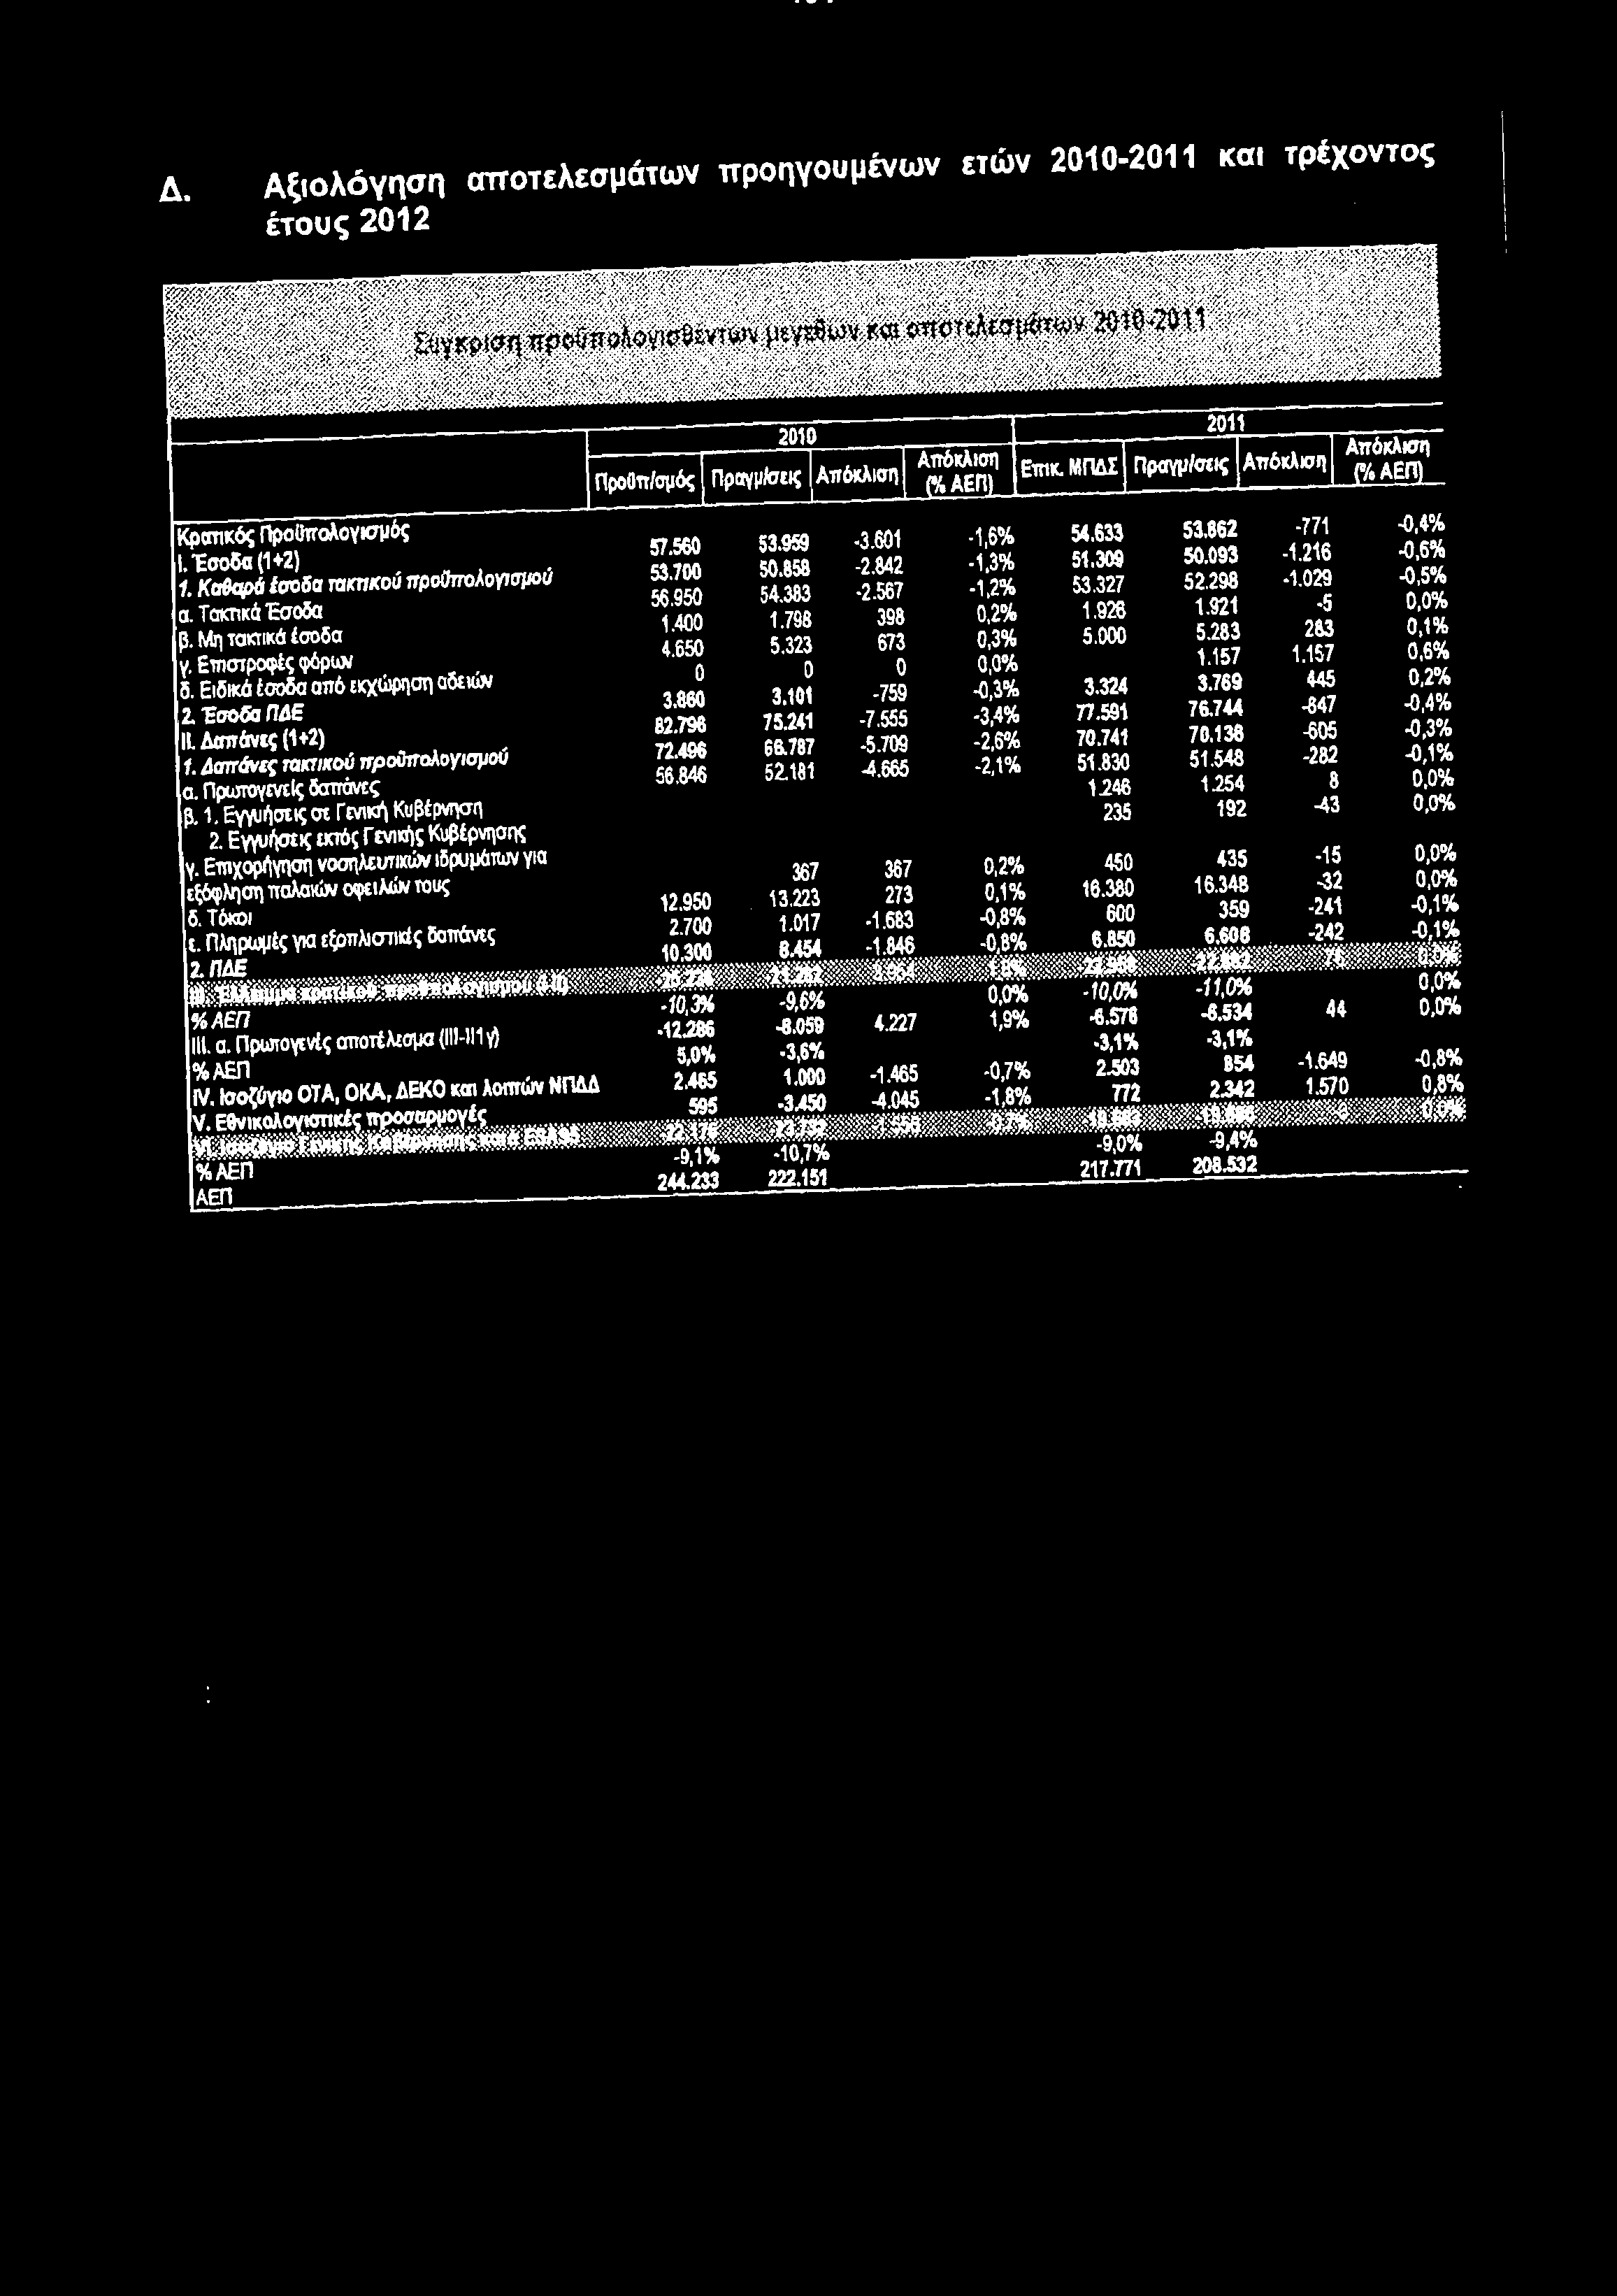 Δ. Αξιολόγηση αποτελεσμάτων προηγουμένων ετών 2010-2011 και τρέχοντος
έτους 2012
Σύγκριση προϋπολογισθέντων μεγεθών και αποτελεσμάτων 2010-2011
2010 2011
Προϋπ/σμός Πραγμ/σεις Απόκλιση Απόκλιση (% ΑΕΠ) Επικ. ΜΠΔΣ Πραγμ/σεις Απόκλιση Απόκλιση (% ΑΕΠ)
Κρατικός Προϋπολογισμός
Ι. Έσοδα (1+2) 57.560 53.959 -3.601 -1,6% 54.633 53.862 -771 -0,4%
1. Καθαρά έσοδα τακτικού προϋπολογισμού 53.700 50.858 -2.842 -1,3% 51.309 50.093 -1.216 -0,6%
α. Τακτικά Έσοδα 56.950 54.383 -2.567 -1,2% 53.327 52.298 -1.029 -0,5%
β. Μη τακτικά έσοδα 1.400 1.798 398 0,2% 1.926 1.921 -5 0,0%
γ. Επιστροφές φόρων 4.650 5.323 673 0,3% 5.000 5.283 283 0,1%
δ. Ειδικά έσοδα από εκχώρηση αδειών 0 0 0 0,0% 1.157 1.157 0,6%
2. Έσοδα ΠΔΕ 3.860 3.101 -759 -0,3% 3.324 3.769 445 0,2%
ΙΙ. Δαπάνες (1+2) 82.796 75.241 -7.555 -3,4% 77.591 76.744 -847 -0,4%
1. Δαπάνες τακτικού προϋπολογισμού 72.496 66.787 -5.709 -2,6% 70.741 70.136 -605 -0,3%
α. Πρωτογενείς δαπάνες 56.846 52.181 -4.665 -2,1% 51.830 51.548 -282 -0,1%
β. 1. Εγγυήσεις σε Γενική Κυβέρνηση 1.246 1.254 8 0,0%
2. Εγγυήσεις εκτός Γενικής Κυβέρνησης 235 192 -43 0,0%
γ. Επιχορήγηση νοσηλευτικών ιδρυμάτων για
εξόφληση παλαιών οφειλών τους 367 367 0,2% 450 435 -15 0,0%
δ. Τόκοι 12.950 13.223 273 0,1% 16.380 16.348 -32 0,0%
ε. Πληρωμές για εξοπλιστικές δαπάνες 2.700 1.017 -1.683 -0,8% 600 359 -241 -0,1%
2. ΠΔΕ 10.300 8.454 -1.846 -0,8% 6.850 6.608 -242 -0,1%
ΙΙΙ. Έλλειμμα κρατικού προϋπολογισμού (Ι-ΙΙ)
% ΑΕΠ -10,3% -9,6% 0,0% -10,0% -11,0% 0,0%
ΙΙΙ. α. Πρωτογενές αποτέλεσμα (ΙΙΙ-ΙΙ1γ) -12.286 -8.059 4.227 1,9% -6.578 -6.534 44 0,0%
% ΑΕΠ 5,0% -3,6% -3,1% -3,1%
IV. Ισοζύγιο ΟΤΑ, ΟΚΑ, ΔΕΚΟ και λοιπών ΝΠΔΔ 2.465 1.000 -1.465 -0,7% 2.503 854 -1.649 -0,8%
V. Εθνικολογιστικές προσαρμογές 595 -3.450 -4.045 -1,8% 772 2.342 1.570 0,8%
VI. Ισοζύγιο Γενικής Κυβέρνησης κατά ESA95
% ΑΕΠ -9,1% -10,7% -9,0% -9,4%
ΑΕΠ 244.233 222.151 217.771 208.532